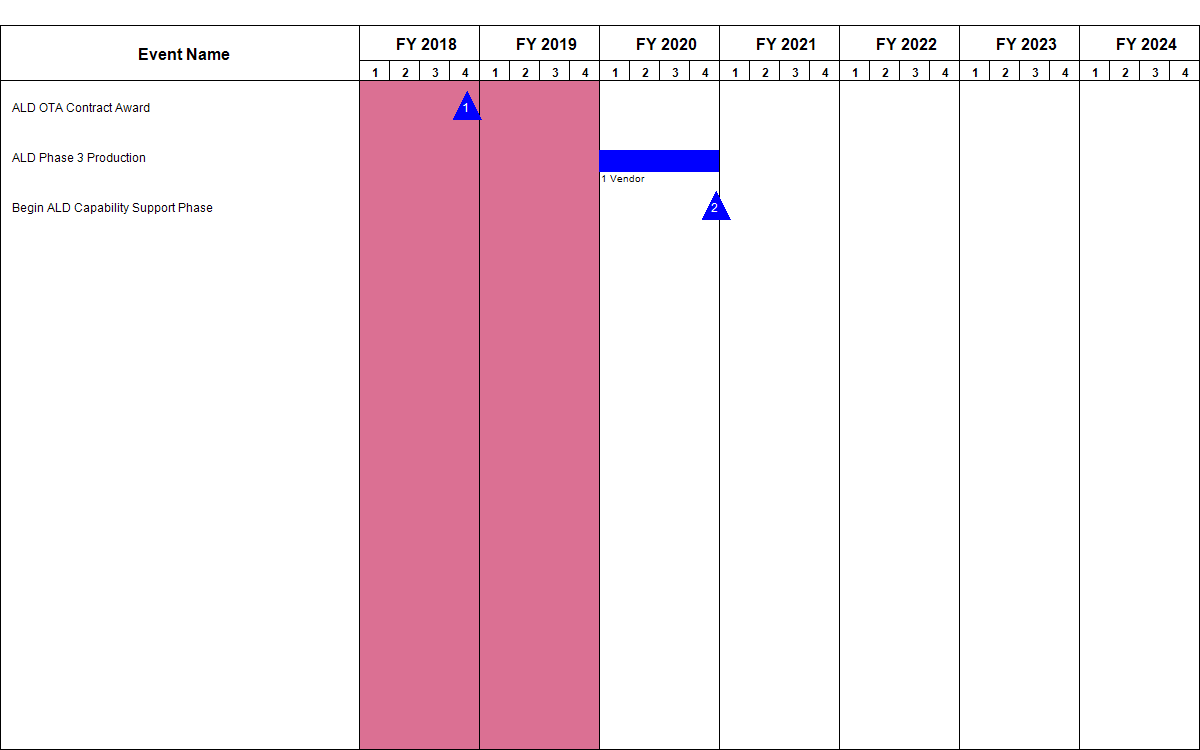 Event Name
FY 2018 FY 2019 FY 2020 FY 2021 FY 2022 FY 2023 FY 2024
1 2 3 4 1 2 3 4 1 2 3 4 1 2 3 4 1 2 3 4 1 2 3 4 1 2 3 4
ALD OTA Contract Award 1
ALD Phase 3 Production
1 Vendor
Begin ALD Capability Support Phase 2